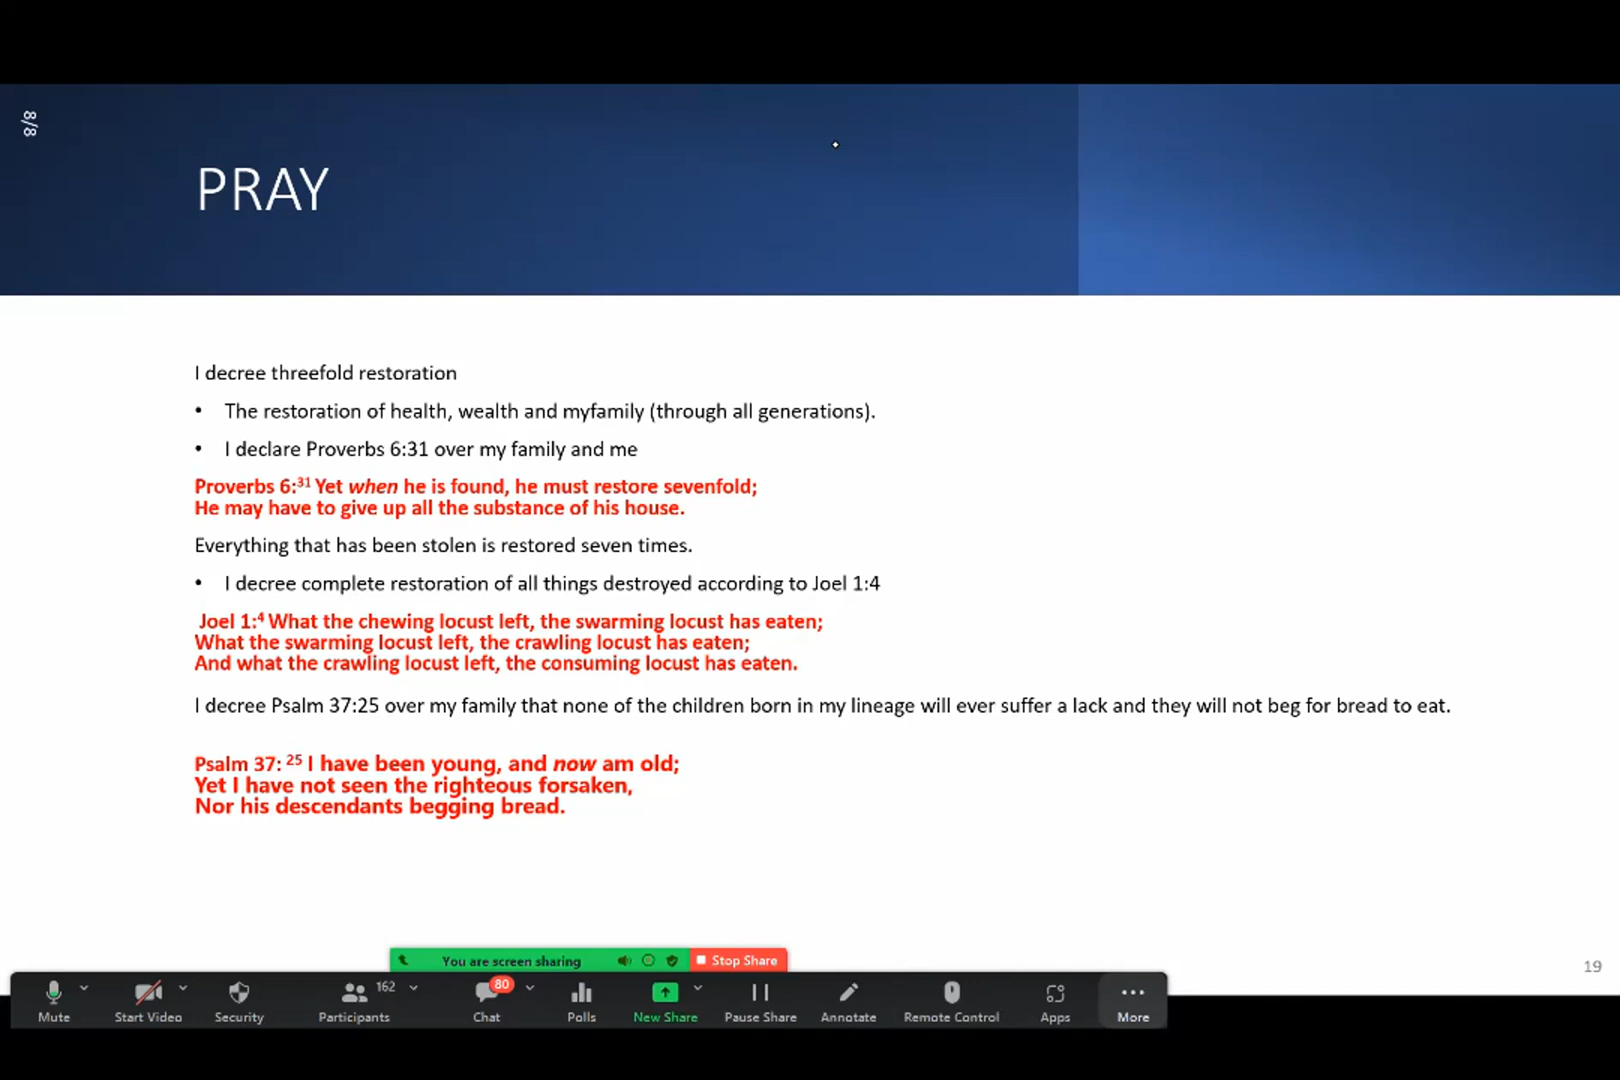 8/8
PRAY
I decree threefold restoration
• The restoration of health, wealth and myfamily (through all generations).
• I declare Proverbs 6:31 over my family and me
Proverbs 6:31 Yet when he is found, he must restore sevenfold;
He may have to give up all the substance of his house.
Everything that has been stolen is restored seven times.
• I decree complete restoration of all things destroyed according to Joel 1:4
Joel 1:4 What the chewing locust left, the swarming locust has eaten;
What the swarming locust left, the crawling locust has eaten;
And what the crawling locust left, the consuming locust has eaten.
I decree Psalm 37:25 over my family that none of the children born in my lineage will ever suffer a lack and they will not beg for bread to eat.
Psalm 37: 25 I have been young, and now am old;
Yet I have not seen the righteous forsaken,
Nor his descendants begging bread.
19
You are screen sharing Stop Share
162 80
Mute Start Video Security Participants Chat Polls New Share Pause Share Annotate Remote Control Apps More